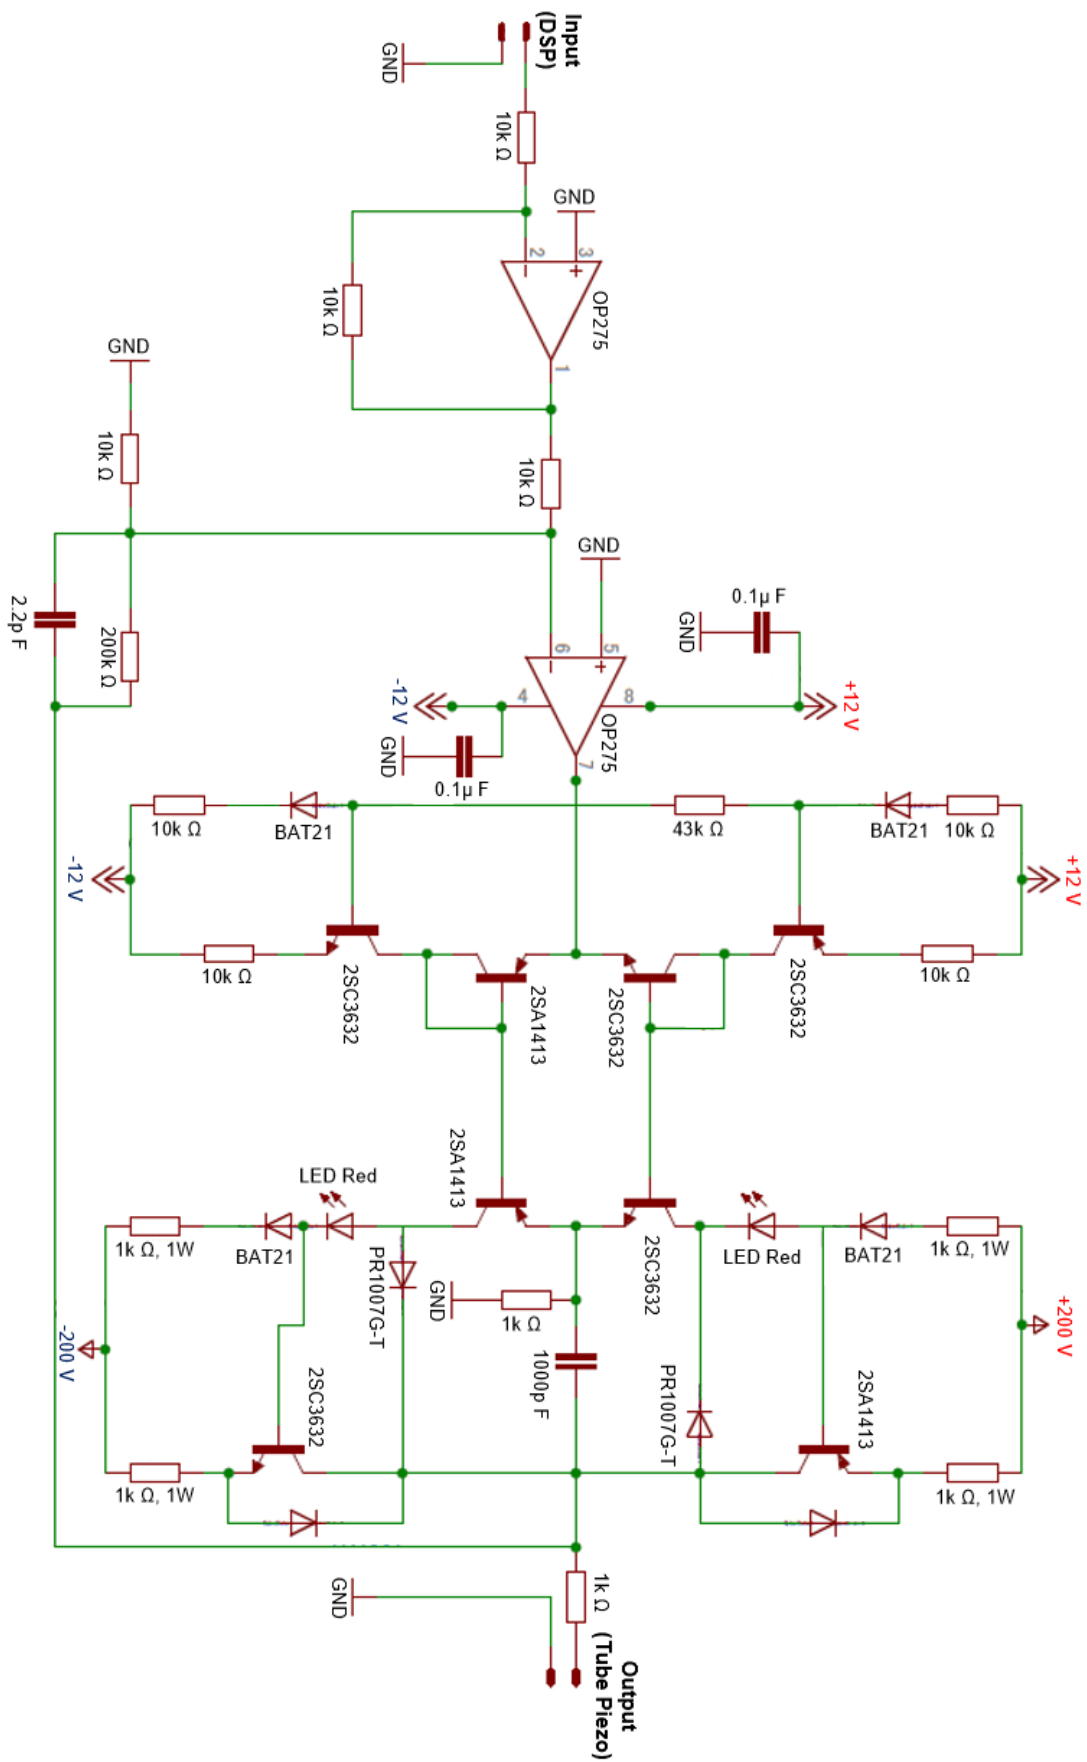 Input
(DSP)
GND
10k Ω
GND
2
3
OP275
10k Ω
1
GND
10k Ω
10k Ω
GND
0.1µ F
GND
+12 V
2.2p F
200k Ω
6
5
-12 V
4
8
OP275
7
GND
0.1µ F
10k Ω
BAT21
43k Ω
BAT21
10k Ω
-12 V
+12 V
10k Ω
2SC3632
2SA1413
2SC3632
2SC3632
10k Ω
2SA1413
LED Red
1k Ω, 1W
BAT21
PR1007G-T
2SC3632
LED Red
BAT21
1k Ω, 1W
GND
1k Ω
-200 V
+200 V
1000p F
2SC3632
PR1007G-T
2SA1413
1k Ω, 1W
1k Ω, 1W
GND
1k Ω
Output
(Tube Piezo)